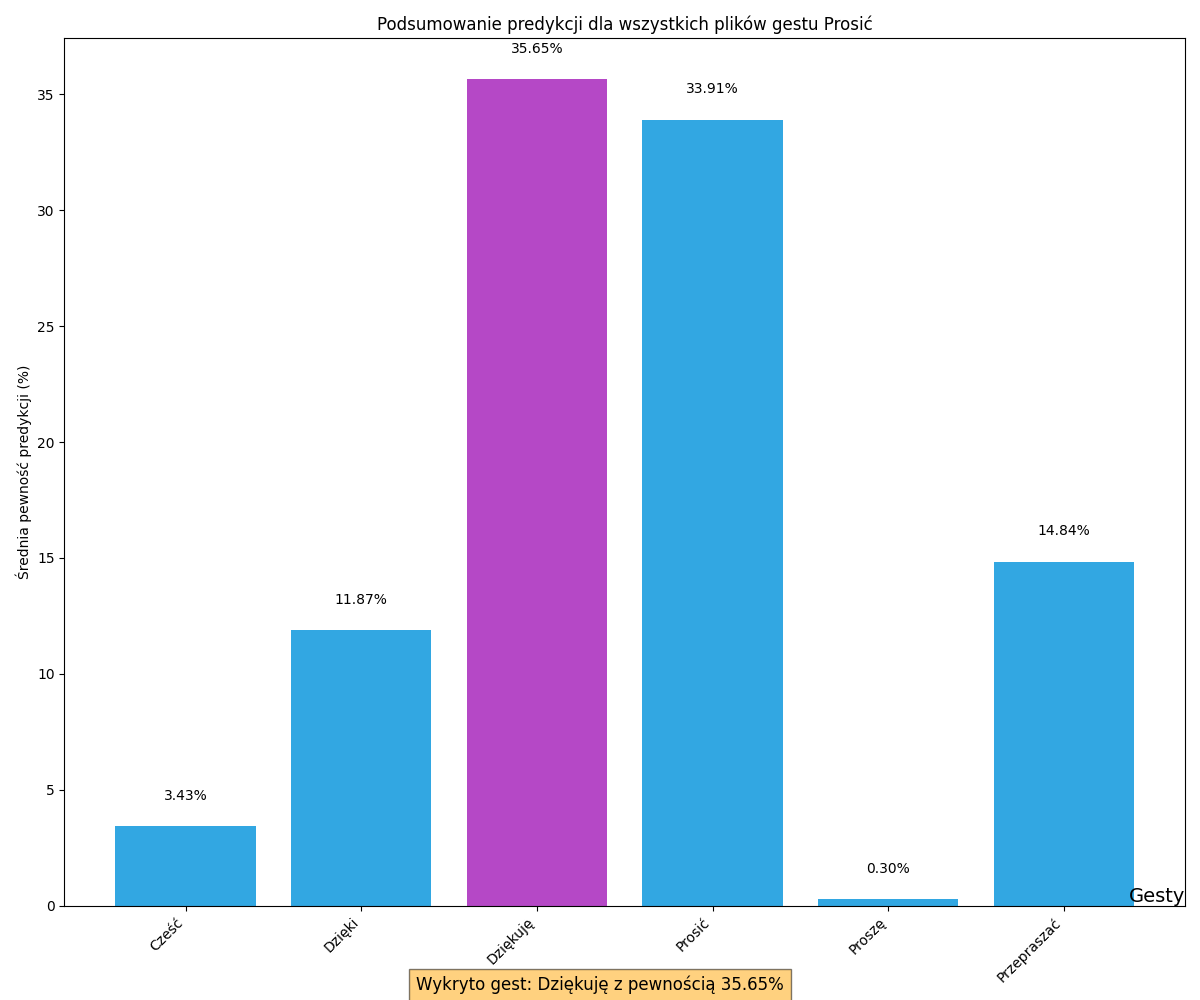 Podsumowanie predykcji dla wszystkich plików gestu Prosić
35.65%
33.91%
14.84%
11.87%
3.43%
0.30%
35
30
25
20
15
10
5
0
Średnia pewność predykcji (%)
Gesty
Cześć
Dzięki
Dziękuję
Prosić
Proszę
Przepraszać
Wykryto gest: Dziękuję z pewnością 35.65%